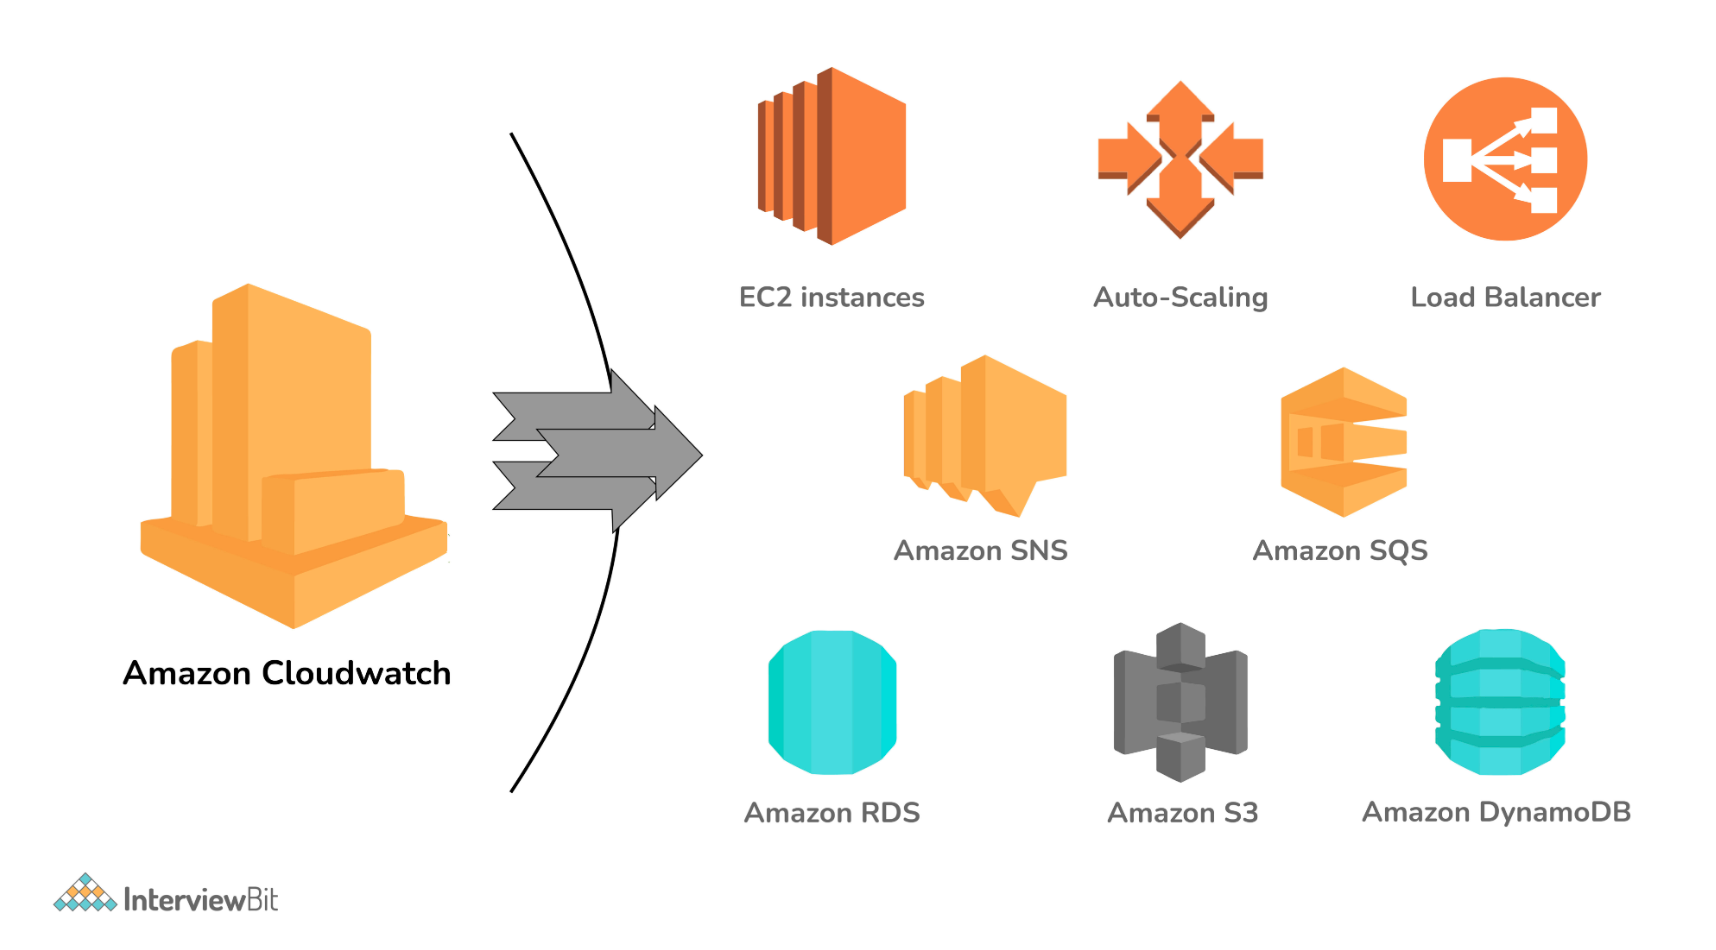 EC2 instances
Auto-Scaling
Load Balancer
Amazon SNS
Amazon SQS
Amazon Cloudwatch
Amazon RDS
Amazon S3
Amazon DynamoDB
InterviewBit